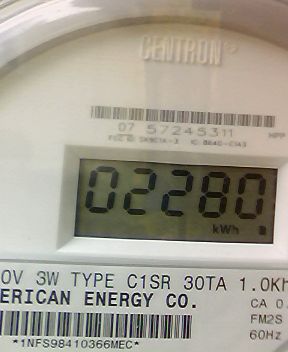 CENTRON®
07 57245311
02280
kWh
0V 3W TYPE C1SR 30TA 1.0Kh
ERICAN ENERGY CO.
CA 0.
FM2S
60Hz
*1NFS98410366MEC*